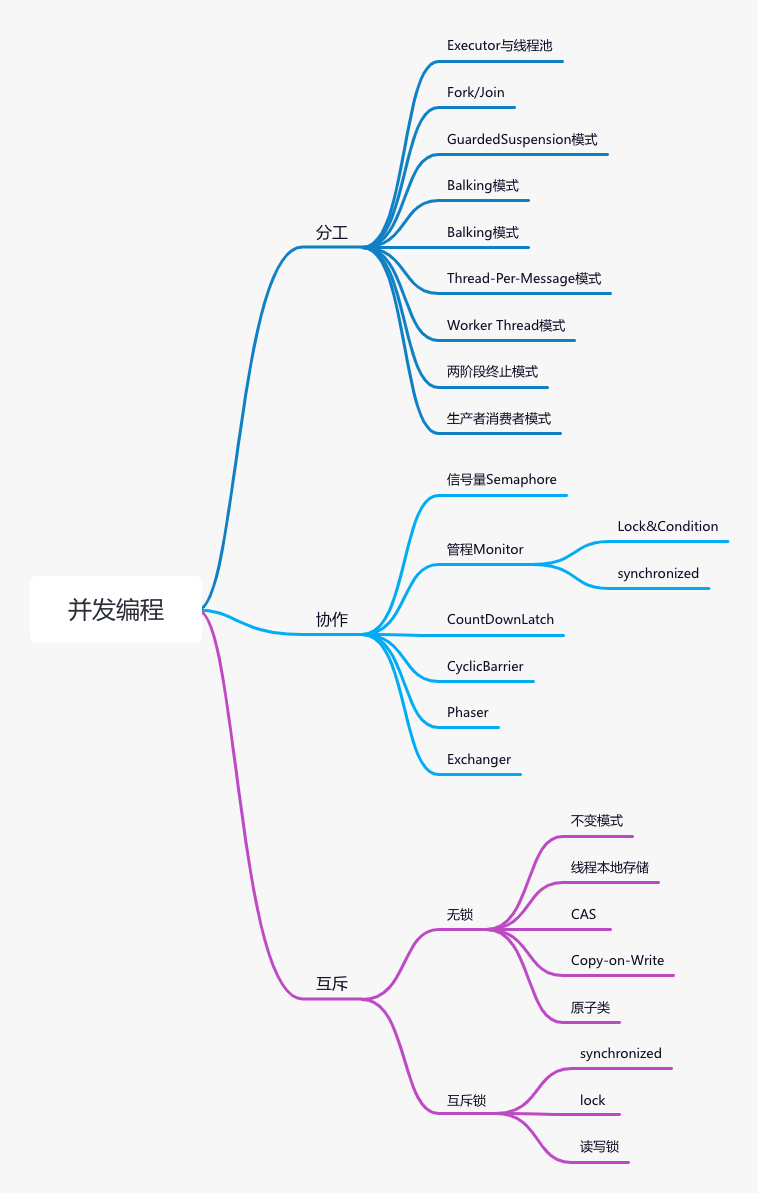 并发编程
分工
Executor与线程池
Fork/Join
GuardedSuspension模式
Balking模式
Balking模式
Thread-Per-Message模式
Worker Thread模式
两阶段终止模式
生产者消费者模式
协作
信号量Semaphore
管程Monitor
Lock&Condition
synchronized
CountDownLatch
CyclicBarrier
Phaser
Exchanger
互斥
无锁
不变模式
线程本地存储
CAS
Copy-on-Write
原子类
互斥锁
synchronized
lock
读写锁